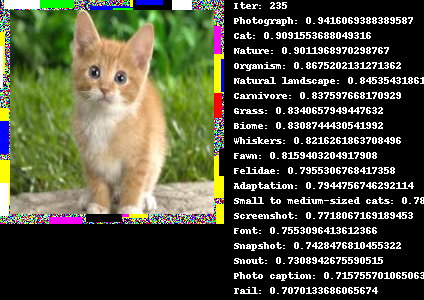 Iter: 235
Photograph: 0.9416069388389587
Cat: 0.9091553688049316
Nature: 0.9011968970298767
Organism: 0.8675202131271362
Natural landscape: 0.84535431861
Carnivore: 0.837597668170929
Grass: 0.8340657949447632
Biome: 0.8308744430541992
Whiskers: 0.8216261863708496
Fawn: 0.8159403204917908
Felidae: 0.7955306768417358
Adaptation: 0.7944756746292114
Small to medium-sized cats: 0.78
Screenshot: 0.7718067169189453
Font: 0.7553096413612366
Snapshot: 0.7428476810455322
Snout: 0.7308942675590515
Photo caption: 0.715755701065063
Tail: 0.7070133686065674